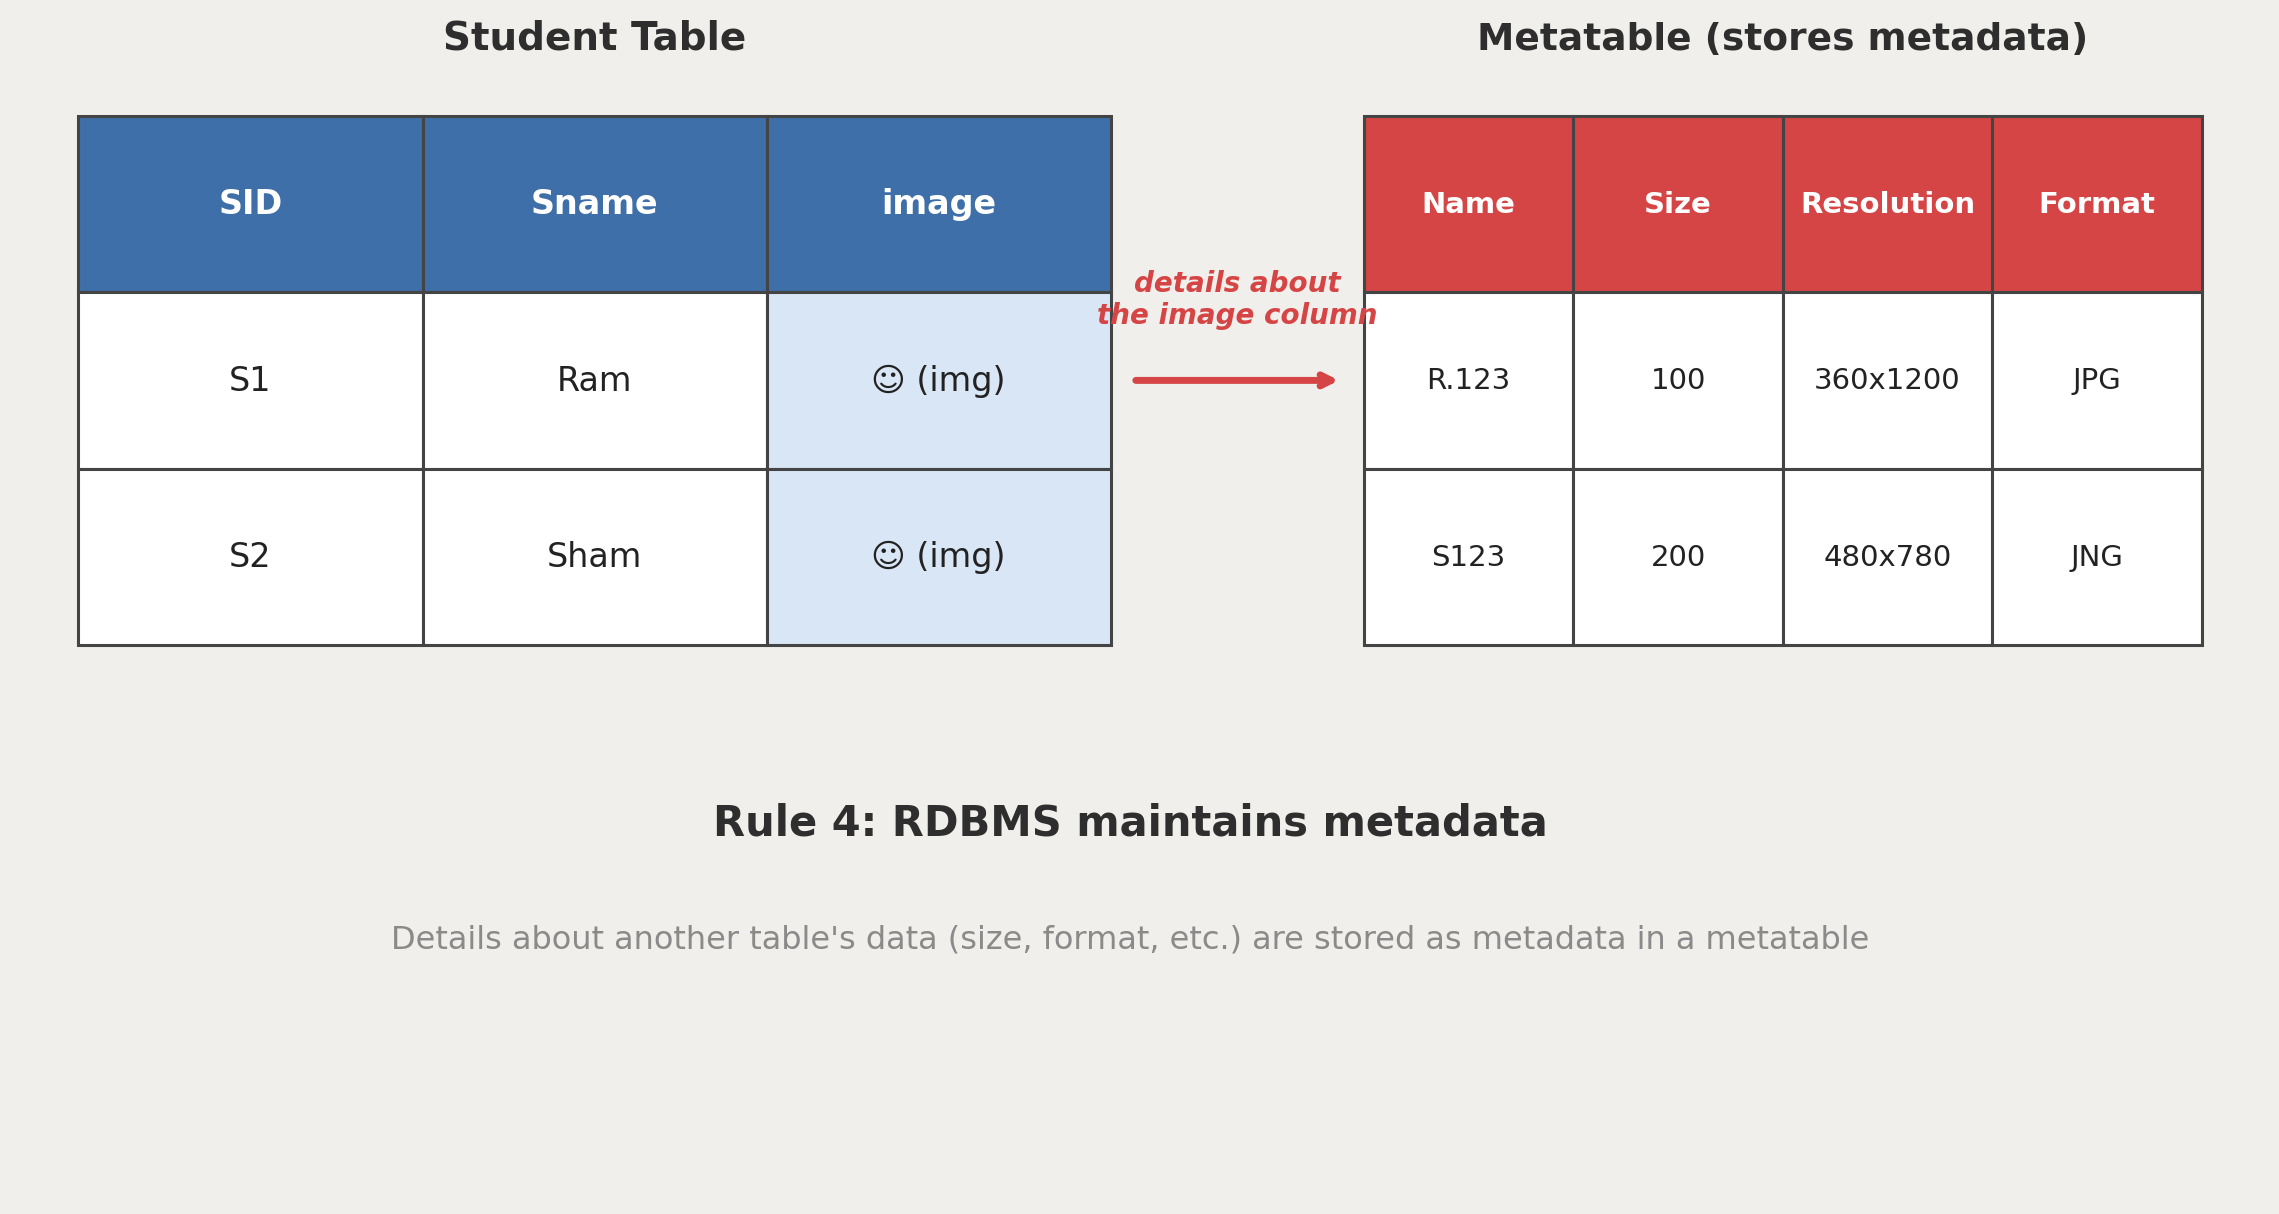 Student Table
Metatable (stores metadata)
SID Sname image
S1 Ram ☺ (img)
S2 Sham ☺ (img)
details about
the image column
Name Size Resolution Format
R.123 100 360x1200 JPG
S123 200 480x780 JNG
Rule 4: RDBMS maintains metadata
Details about another table's data (size, format, etc.) are stored as metadata in a metatable